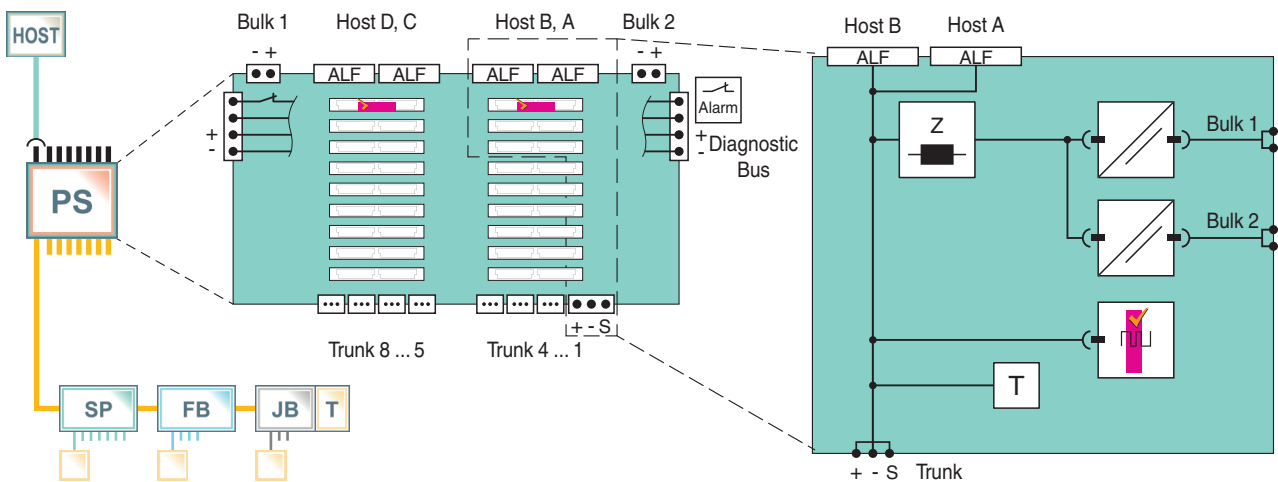 HOST
PS
SP
FB
JB
T
Bulk 1
Host D, C
Host B, A
Bulk 2
- +
- +
ALF
ALF
ALF
ALF
+
-
Alarm
+
-
Diagnostic
Bus
+ - S
Trunk 8 ... 5
Trunk 4 ... 1
Host B
Host A
ALF
ALF
Z
Bulk 1
Bulk 2
T
+ - S
Trunk